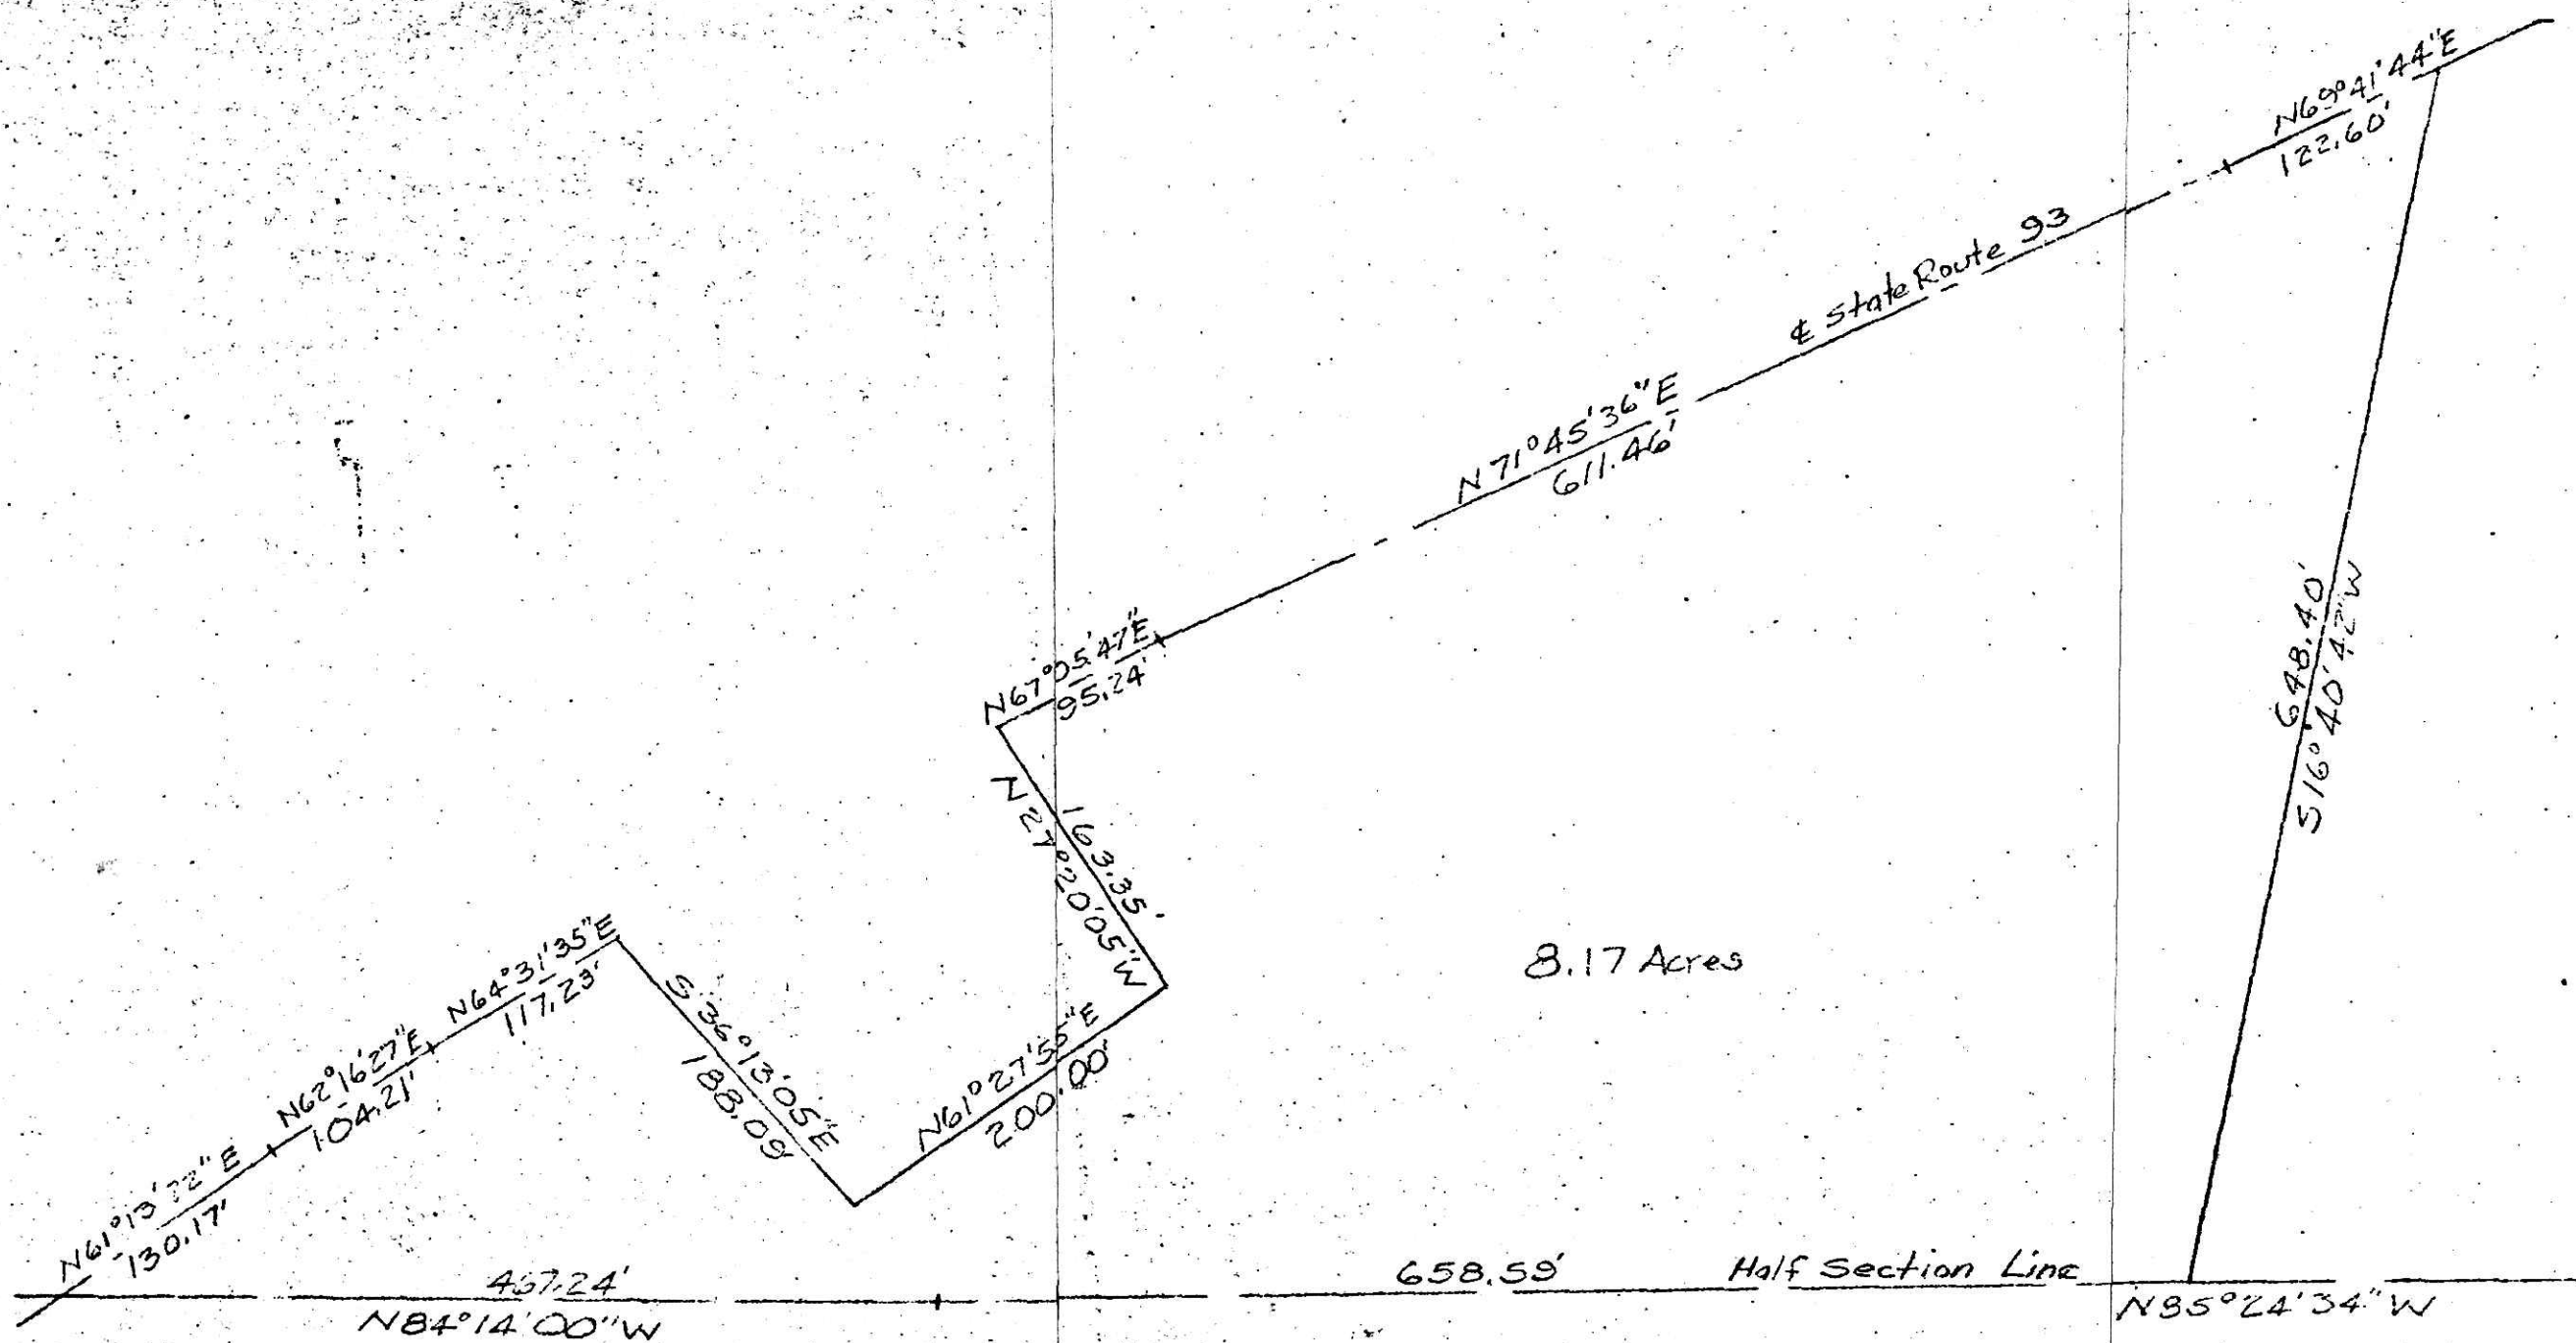 N69°41'44"E
122.60'
₵ State Route 93
N71°45'36"E
611.46'
N67°05'47"E
95.24'
163.35'
N27°20'05"W
648.40'
S16°40'42"W
8.17 Acres
N64°31'35"E
117.23'
S36°13'05"E
188.09'
N61°27'55"E
200.00'
N62°16'27"E
104.21'
N61°13'22"E
130.17'
467.24'
N84°14'00"W
658.59'
Half Section Line
N85°24'34"W